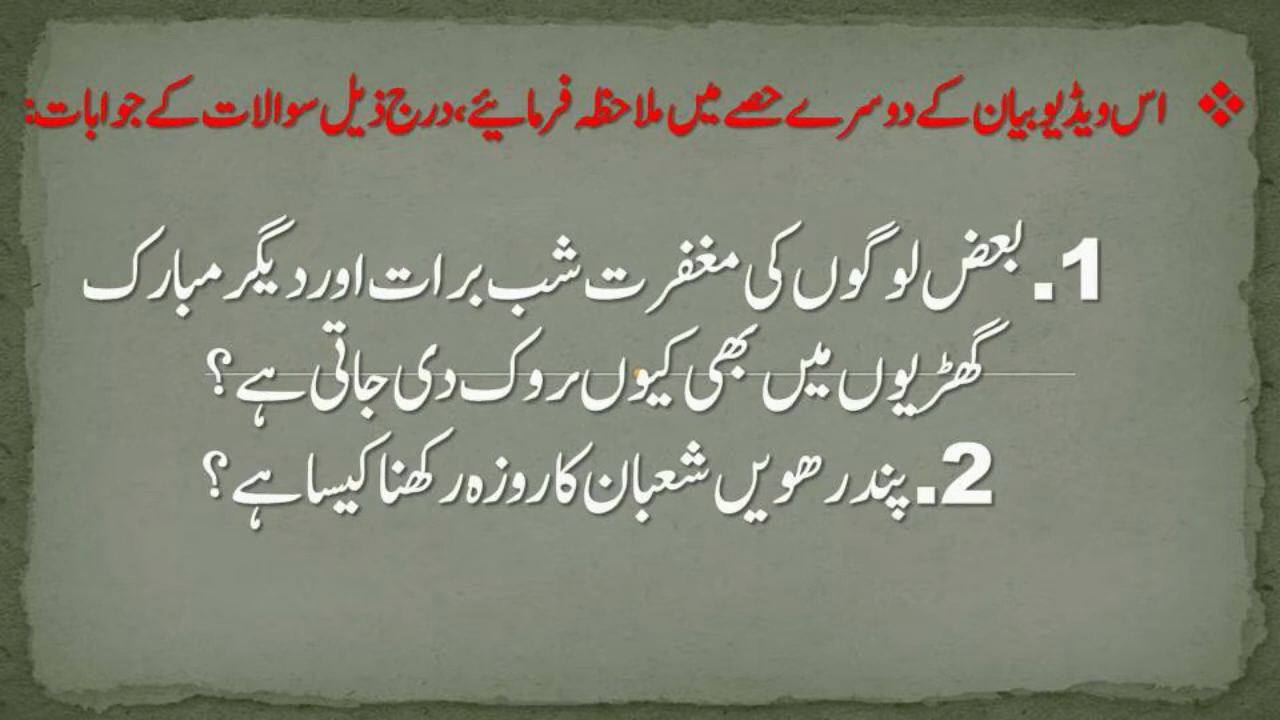 ❖ اس ویڈیو بیان کے دوسرے حصے میں ملاحظہ فرمائیے، درج ذیل سوالات کے جوابات:
1. بعض لوگوں کی مغفرت شب برات اور دیگر مبارک
گھڑیوں میں بھی کیوں روک دی جاتی ہے؟
2. پندرھویں شعبان کا روزہ رکھنا کیسا ہے؟